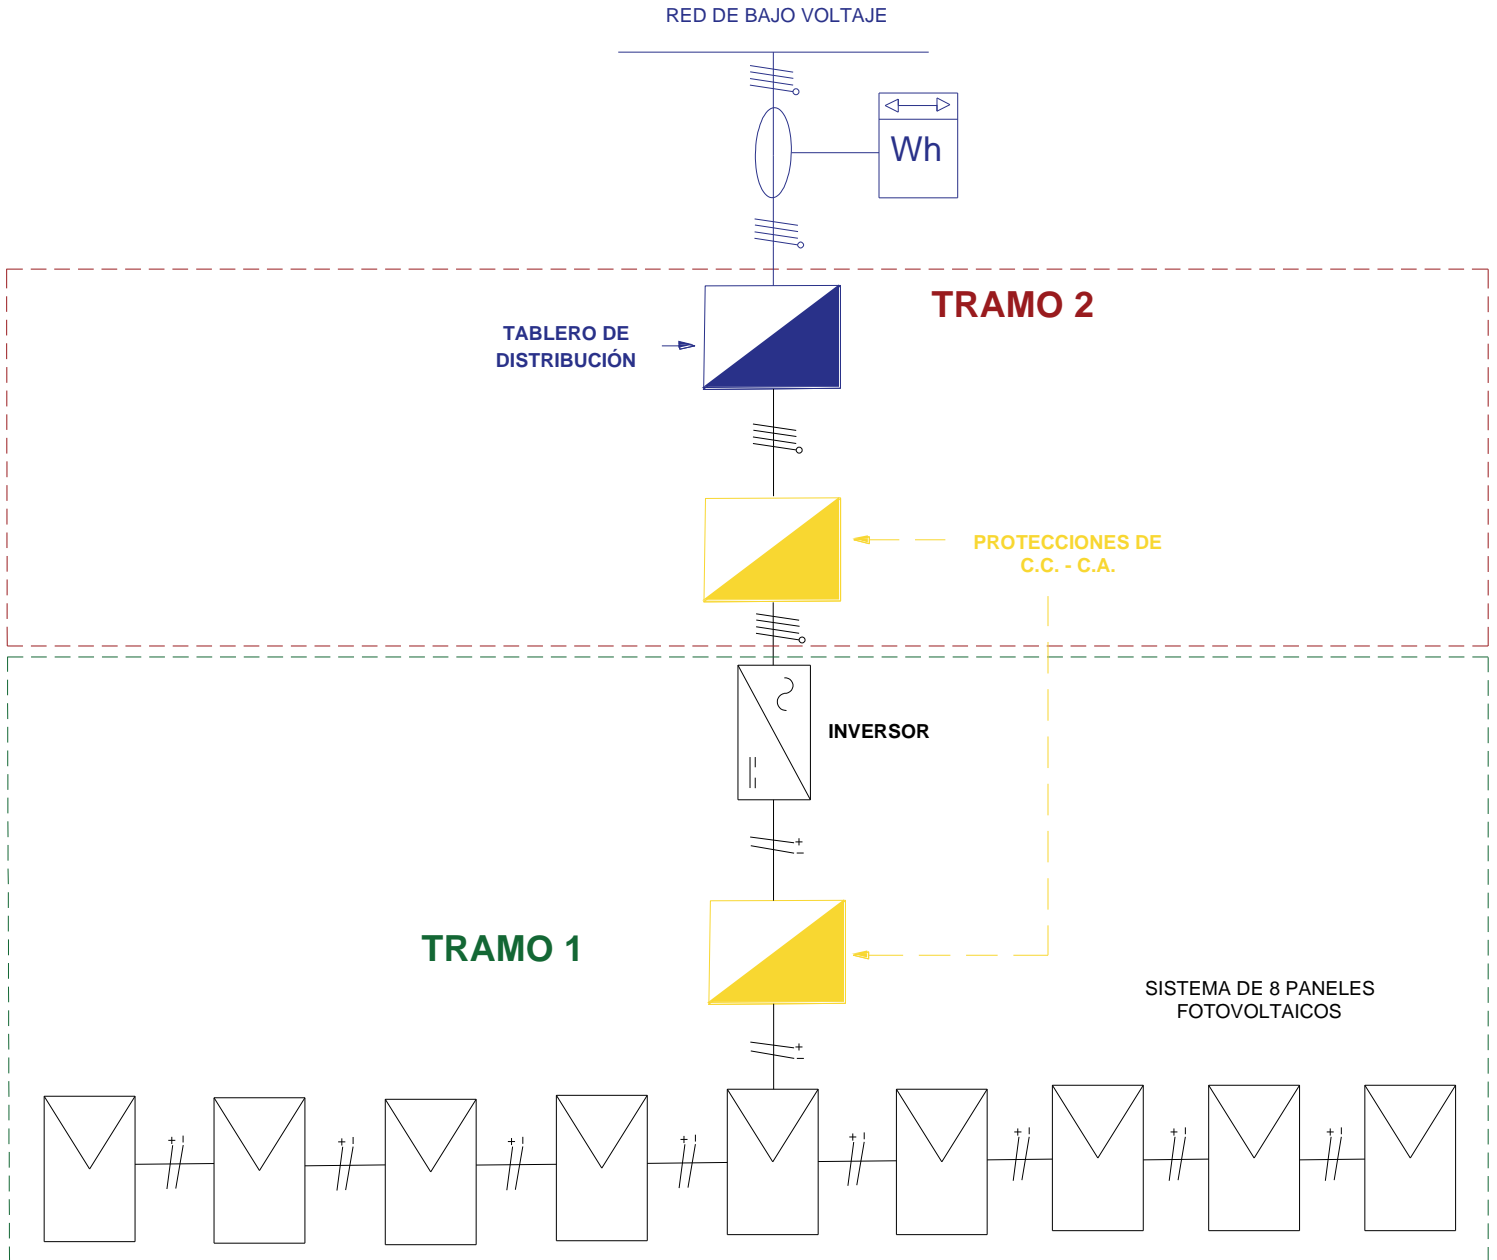 RED DE BAJO VOLTAJE
Wh
TRAMO 2
TABLERO DE
DISTRIBUCIÓN
PROTECCIONES DE
C.C. - C.A.
INVERSOR
TRAMO 1
SISTEMA DE 8 PANELES
FOTOVOLTAICOS